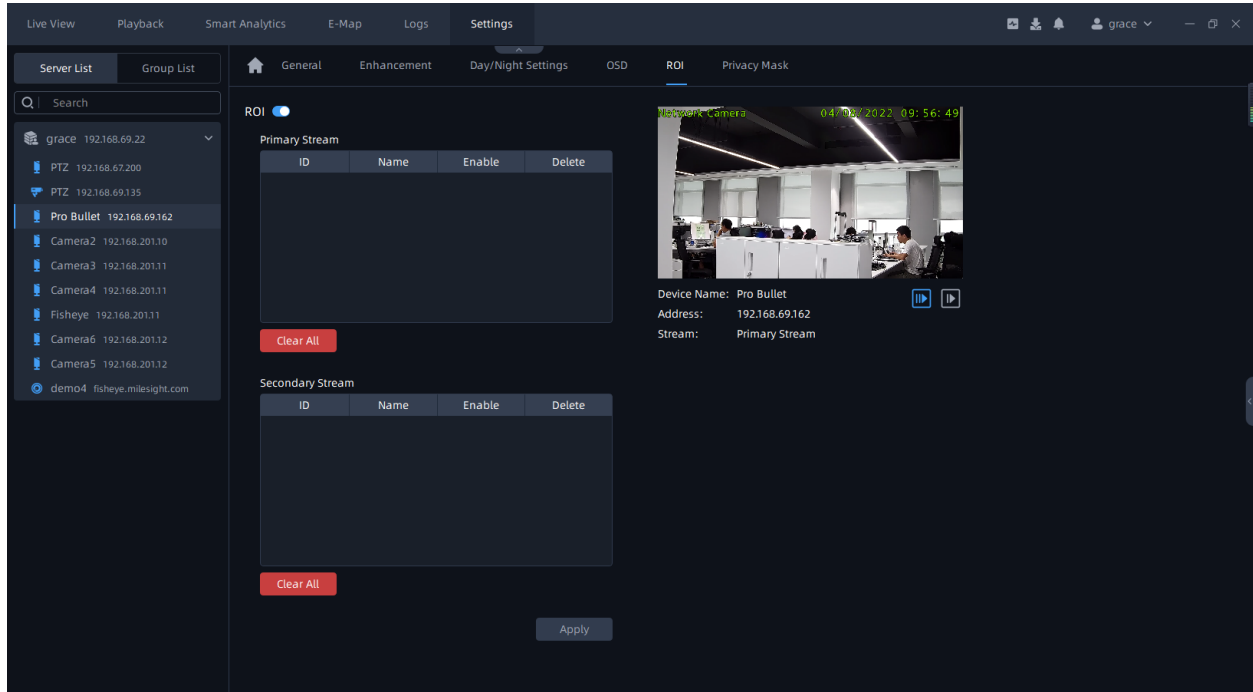 Live View Playback Smart Analytics E-Map Logs Settings grace
Server List Group List
Search
grace 192.168.69.22
PTZ 192.168.67.200
PTZ 192.168.69.135
Pro Bullet 192.168.69.162
Camera2 192.168.201.10
Camera3 192.168.201.11
Camera4 192.168.201.11
Fisheye 192.168.201.11
Camera6 192.168.201.12
Camera5 192.168.201.12
demo4 fisheye.milesight.com
General Enhancement Day/Night Settings OSD ROI Privacy Mask
ROI
Primary Stream
ID Name Enable Delete
Clear All
Secondary Stream
ID Name Enable Delete
Clear All
Apply
Network Camera 04/08/2022 09:56:49
Device Name: Pro Bullet
Address: 192.168.69.162
Stream: Primary Stream